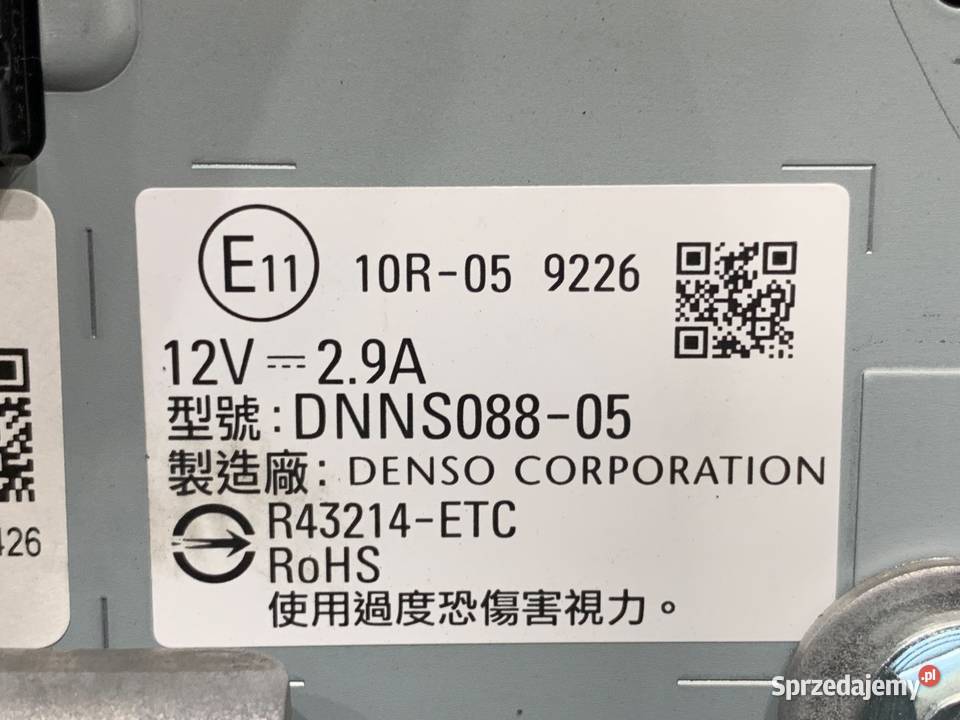 E11 10R-05 9226
12V ⎓ 2.9A
型號:DNNS088-05
製造廠: DENSO CORPORATION
R43214-ETC
RoHS
使用過度恐傷害視力。
426
Sprzedajemy.pl